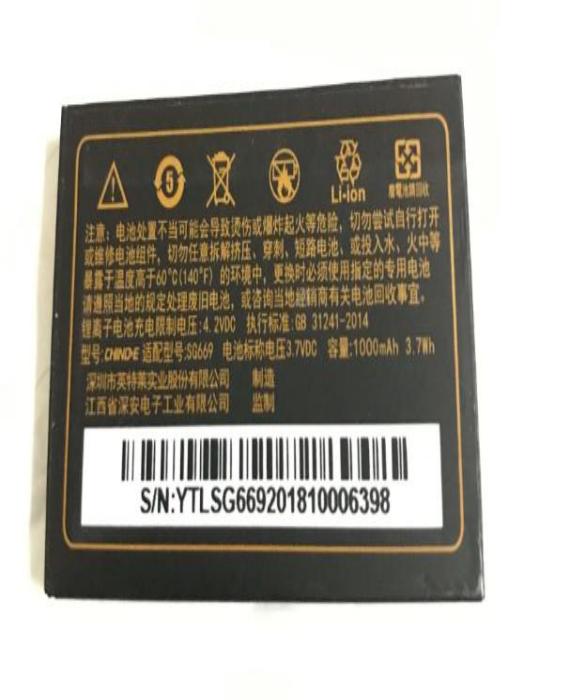 5
Li-ion
廢電池請回收
注意：电池处置不当可能会导致烫伤或爆炸起火等危险，切勿尝试自行打开
或维修电池组件，切勿任意拆解挤压、穿刺、短路电池、或投入水、火中等
暴露于温度高于60°C(140°F)的环境中，更换时必须使用指定的专用电池
请遵照当地的规定处理废旧电池，或咨询当地经销商有关电池回收事宜。
锂离子电池充电限制电压:4.2VDC 执行标准:GB 31241-2014
型号:CHIND-E 适配型号:SG669 电池标称电压3.7VDC 容量:1000mAh 3.7Wh
深圳市英特莱实业股份有限公司 制造
江西省深安电子工业有限公司 监制
S/N:YTLSG669201810006398